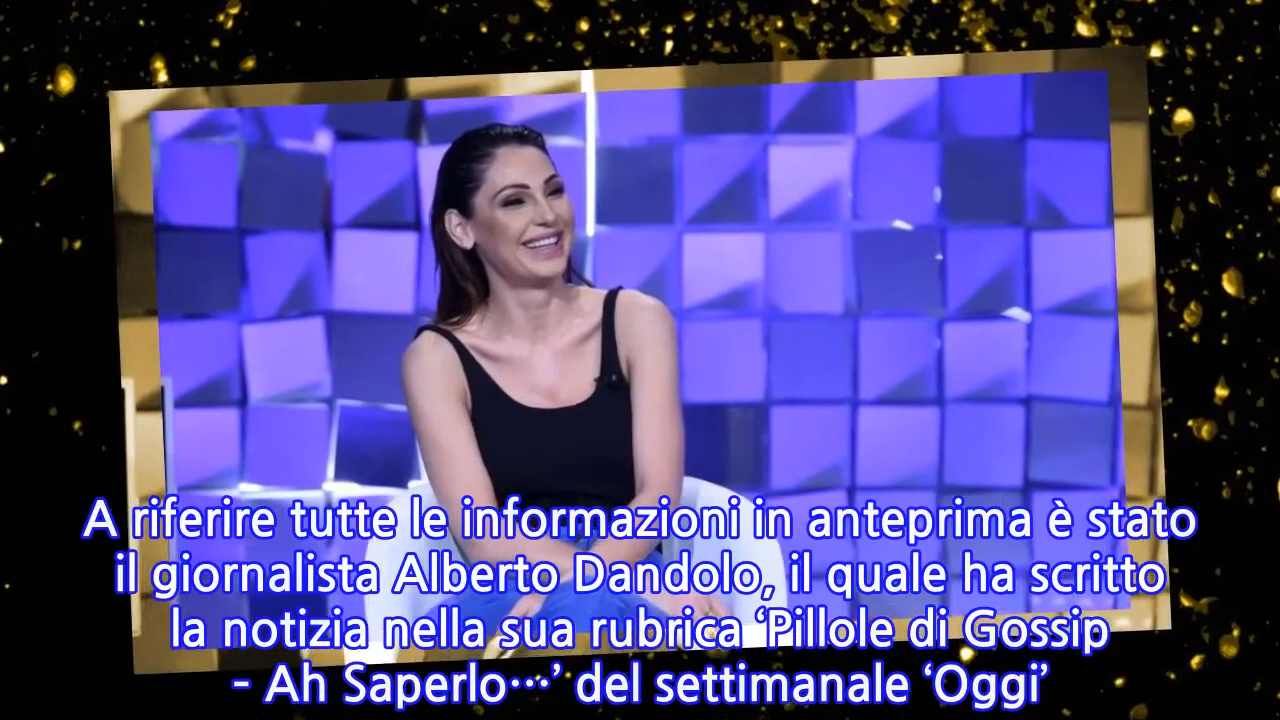 A riferire tutte le informazioni in anteprima è stato
il giornalista Alberto Dandolo, il quale ha scritto
la notizia nella sua rubrica ‘Pillole di Gossip
- Ah Saperlo…’ del settimanale ‘Oggi’